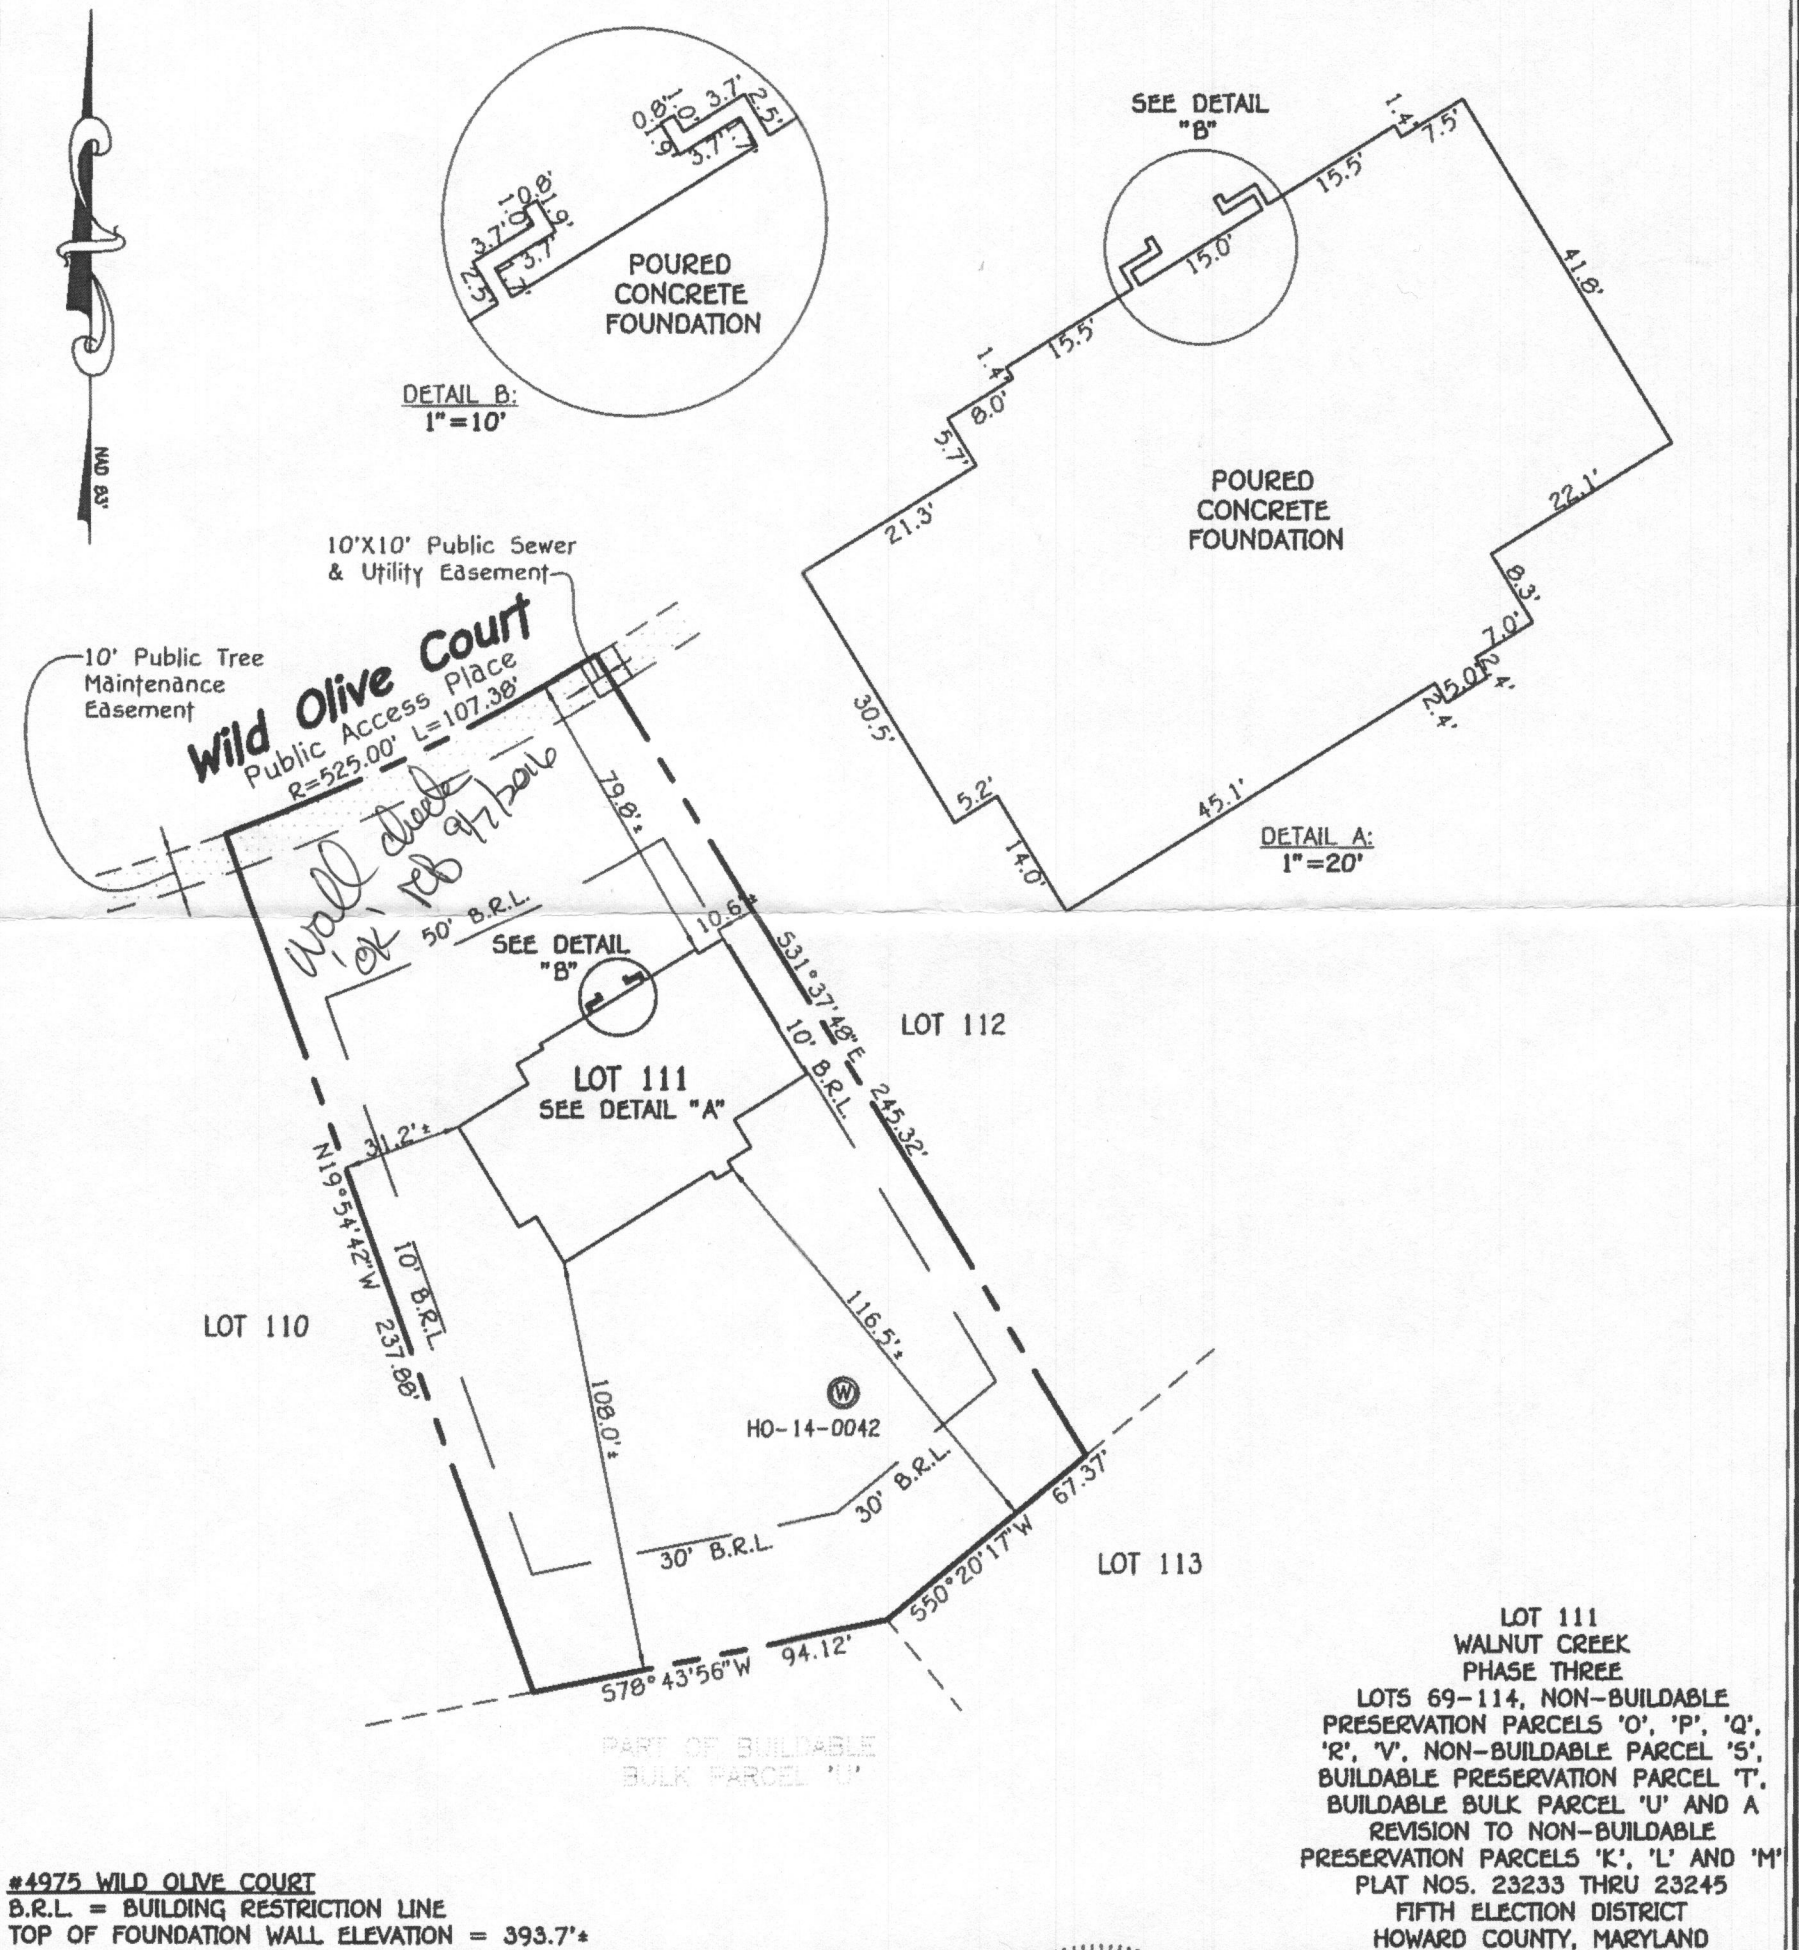 0.8'
1.0'
3.7'
2.5'
1.9'
3.7'
1.7'
0.8'
1.0'
1.9'
3.7'
3.7'
2.5'
1.7'
POURED
CONCRETE
FOUNDATION
DETAIL B:
1"=10'
NAD 83'
SEE DETAIL
"B"
1.4'
7.5'
15.5'
15.0'
15.5'
1.4'
8.0'
5.7'
21.3'
41.8'
22.1'
8.3'
7.0'
2.4'
5.0'
2.4'
45.1'
30.5'
5.2'
14.0'
POURED
CONCRETE
FOUNDATION
DETAIL A:
1"=20'
10'X10' Public Sewer
& Utility Easement
10' Public Tree
Maintenance
Easement
Wild Olive Court
Public Access Place
R=525.00' L=107.38'
Wall check
'ok' 9/7/2016
79.8'±
50' B.R.L.
10.6'±
SEE DETAIL
"B"
S31°37'48"E 245.32'
10' B.R.L.
LOT 112
LOT 111
SEE DETAIL "A"
31.2'±
N19°54'42"W 237.88'
10' B.R.L.
LOT 110
116.5'±
108.0'±
W
HO-14-0042
30' B.R.L.
30' B.R.L.
67.37'
S50°20'17"W
LOT 113
S78°43'56"W 94.12'
PART OF BUILDABLE
BULK PARCEL 'U'
LOT 111
WALNUT CREEK
PHASE THREE
LOTS 69-114, NON-BUILDABLE
PRESERVATION PARCELS 'O', 'P', 'Q',
'R', 'V', NON-BUILDABLE PARCEL 'S',
BUILDABLE PRESERVATION PARCEL 'T',
BUILDABLE BULK PARCEL 'U' AND A
REVISION TO NON-BUILDABLE
PRESERVATION PARCELS 'K', 'L' AND 'M'
PLAT NOS. 23233 THRU 23245
FIFTH ELECTION DISTRICT
HOWARD COUNTY, MARYLAND
#4975 WILD OLIVE COURT
B.R.L. = BUILDING RESTRICTION LINE
TOP OF FOUNDATION WALL ELEVATION = 393.7'±